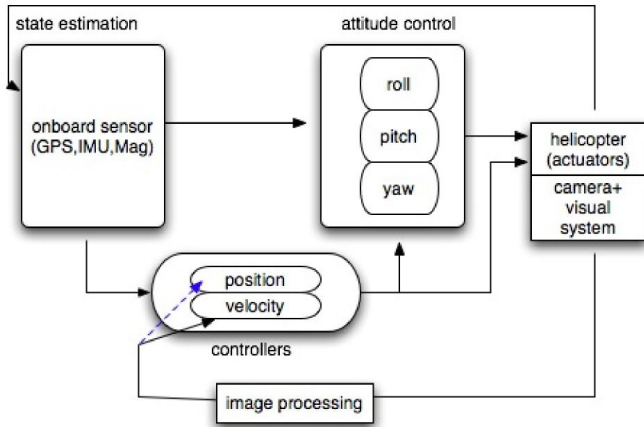 state estimation
attitude control
onboard sensor
(GPS,IMU,Mag)
roll
pitch
yaw
helicopter
(actuators)
camera+
visual
system
position
velocity
controllers
image processing